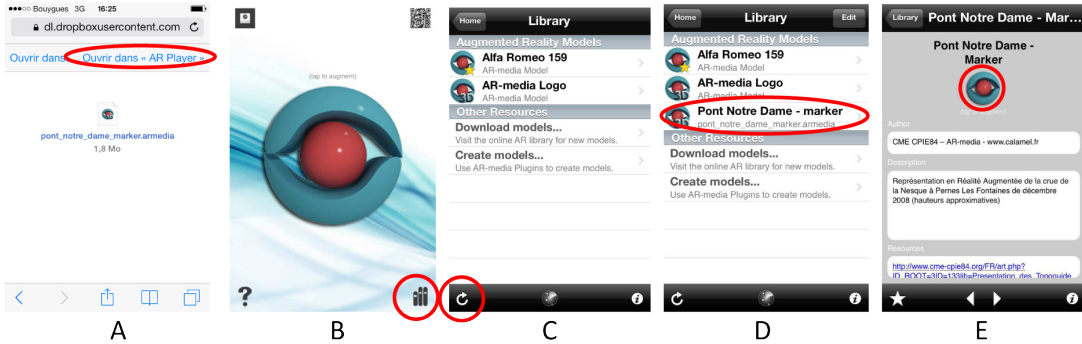 Bouygues 3G 16:25
dl.dropboxusercontent.com
Ouvrir dans Ouvrir dans « AR Player »
pont_notre_dame_marker.armedia
1,8 Mo
A
(tap to augment)
?
B
Home Library
Augmented Reality Models
Alfa Romeo 159
AR-media Model
AR-media Logo
AR-media Model
Other Resources
Download models...
Visit the online AR library for new models.
Create models...
Use AR-media Plugins to create models.
C
Home Library Edit
Augmented Reality Models
Alfa Romeo 159
AR-media Model
AR-media Logo
AR-media Model
Pont Notre Dame - marker
pont_notre_dame_marker.armedia
Other Resources
Download models...
Visit the online AR library for new models.
Create models...
Use AR-media Plugins to create models.
D
Library Pont Notre Dame - Mar...
Pont Notre Dame -
Marker
(tap to augment)
Author
CME CPIE84 – AR-media - www.calamel.fr
Description
Représentation en Réalité Augmentée de la crue de
la Nesque à Pernes Les Fontaines de décembre
2008 (hauteurs approximatives)
Resources
http://www.cme-cpie84.org/FR/art.php?
ID_ROOT=3ID=133lib=Presentation_des_Topoguide
E